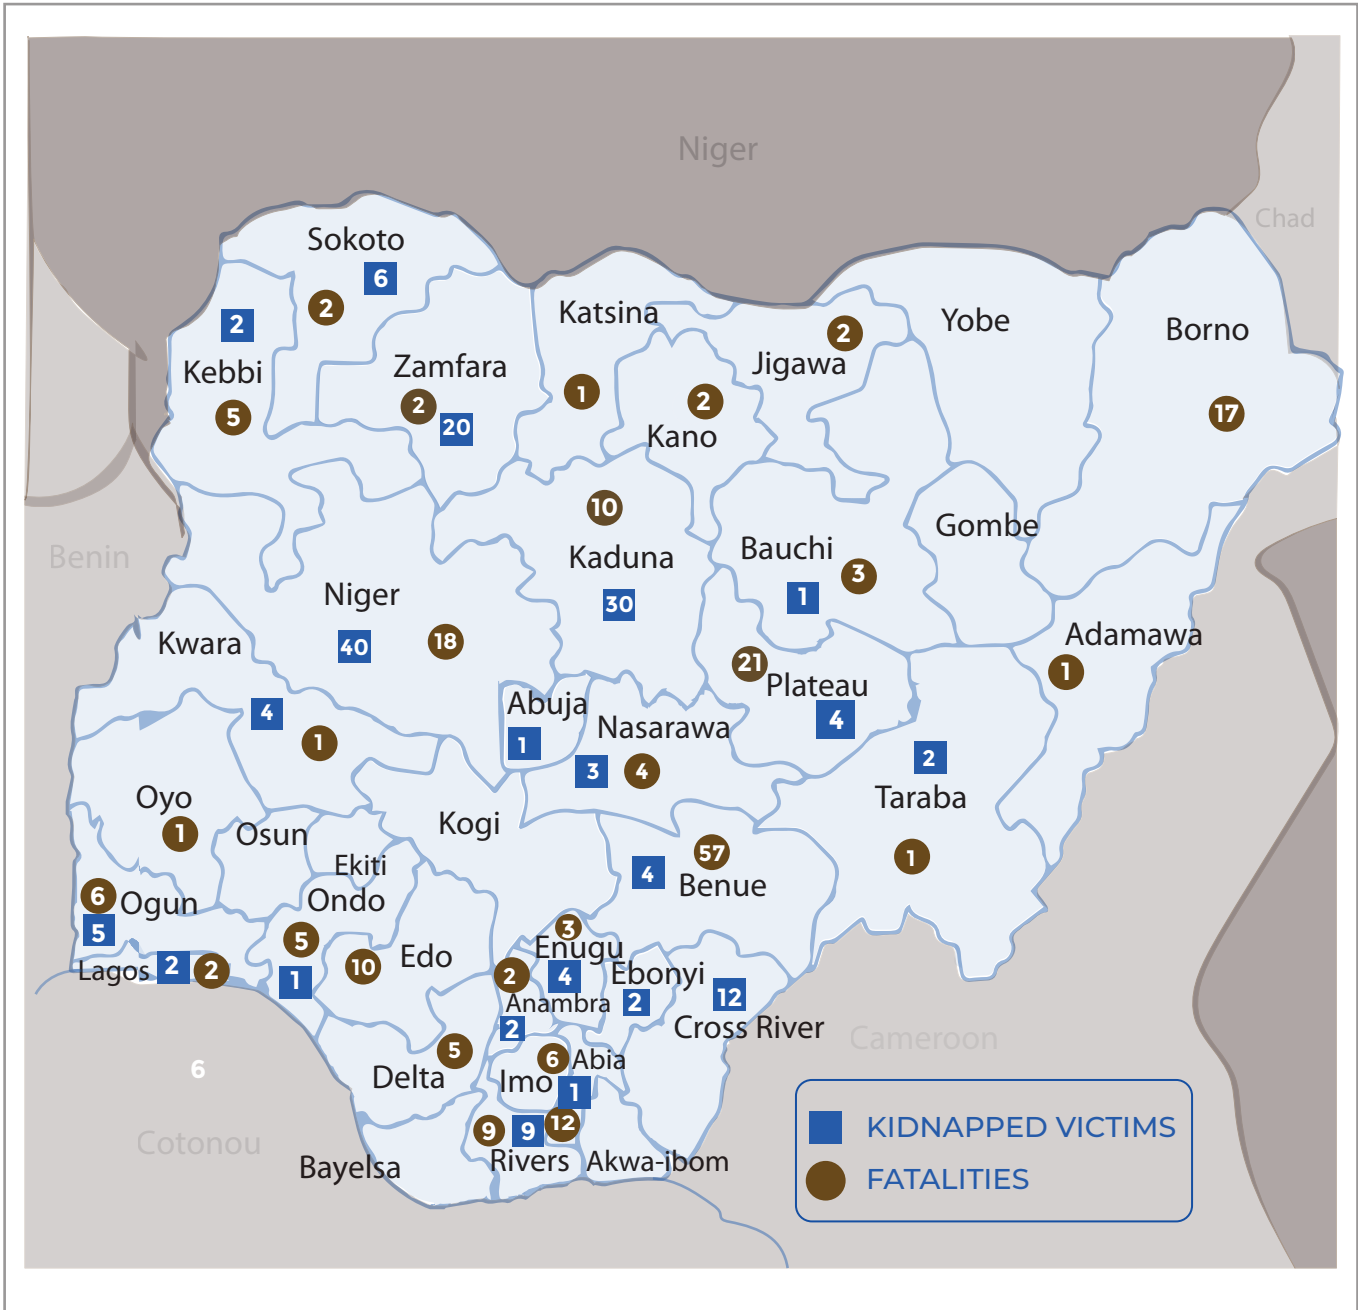 Niger
Chad
Sokoto
6
2
2
Kebbi
5
Zamfara
2
20
Katsina
1
2
Kano
2
Jigawa
Yobe
Borno
17
10
Kaduna
30
Bauchi
1
3
Gombe
Benin
Niger
40
18
Kwara
4
1
Adamawa
1
21
Plateau
4
Abuja
1
Nasarawa
3
4
2
Taraba
1
Oyo
1
Osun
Kogi
Ekiti
57
4
Benue
6
Ogun
5
Ondo
5
1
Lagos
2
2
10
Edo
3
Enugu
4
2
Anambra
2
Ebonyi
2
12
Cross River
Cameroon
6
5
Delta
6
Imo
Abia
1
9
9
12
Rivers
Akwa-ibom
Bayelsa
Cotonou
KIDNAPPED VICTIMS
FATALITIES